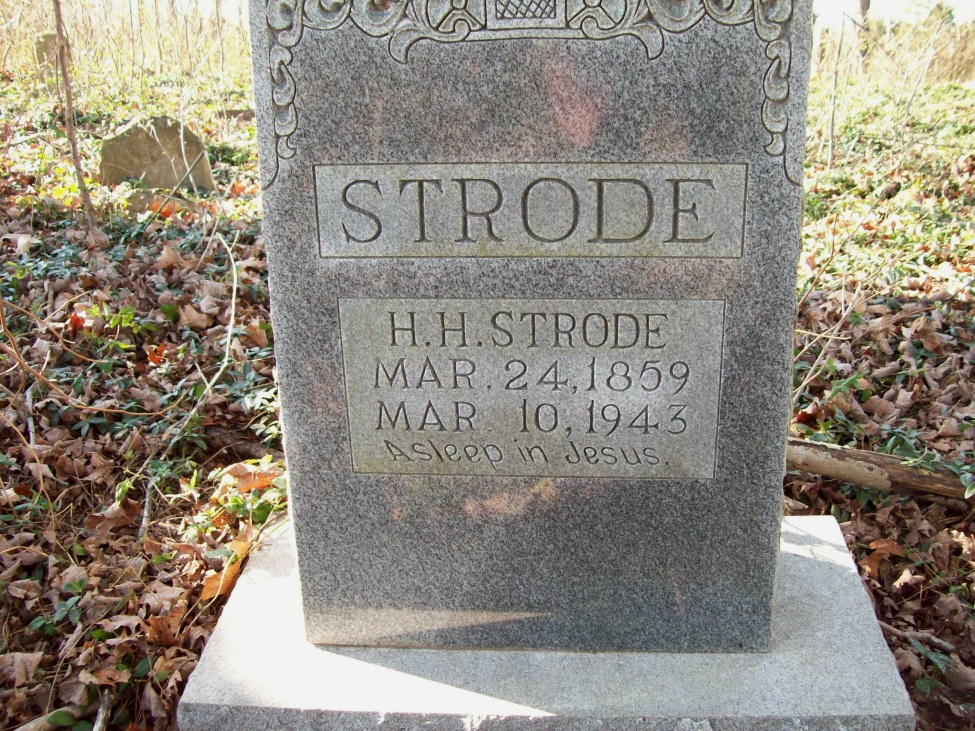 STRODE
H.H. STRODE
MAR. 24, 1859
MAR. 10, 1943
Asleep in Jesus.